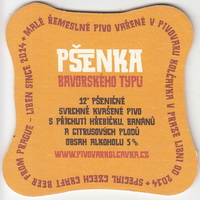 MALÉ ŘEMESLNÉ PIVO VAŘENÉ V PIVOVARU KOLČAVKA V PRAZE LIBNI OD 2014
SPECIAL CZECH CRAFT BEER FROM PRAGUE - LIBEN SINCE 2014
PŠENKA
BAVORSKÉHO TYPU
12° PŠENIČNÉ
SVRCHNĚ KVAŠENÉ PIVO
S PŘÍCHUTÍ HŘEBÍČKU, BANÁNŮ
A CITRUSOVÝCH PLODŮ
OBSAH ALKOHOLU 5 %
WWW.PIVOVARKOLCAVKA.CZ